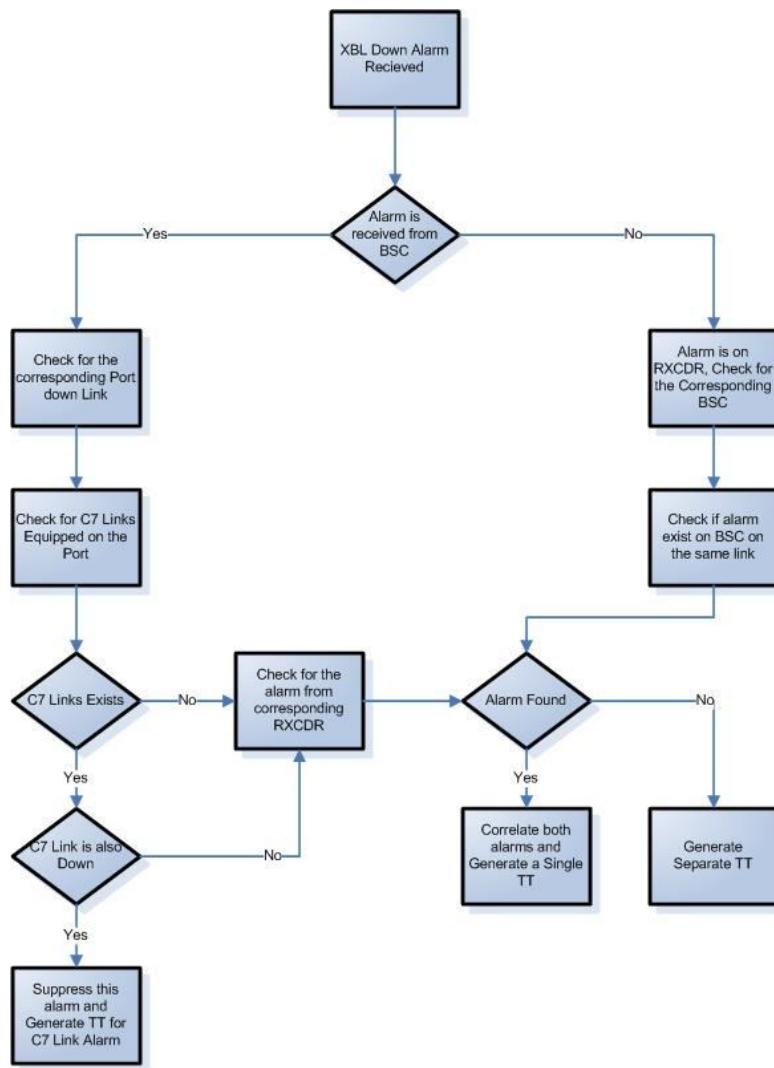 XBL Down Alarm
Recieved
Alarm is
received from
BSC
Yes
No
Check for the
corresponding Port
down Link
Alarm is on
RXCDR, Check for
the Corresponding
BSC
Check for C7 Links
Equipped on the
Port
Check if alarm
exist on BSC on
the same link
C7 Links Exists
No
Check for the
alarm from
corresponding
RXCDR
Alarm Found
No
Yes
Yes
C7 Link is also
Down
No
Correlate both
alarms and
Generate a Single
TT
Generate
Separate TT
Yes
Suppress this
alarm and
Generate TT for
C7 Link Alarm